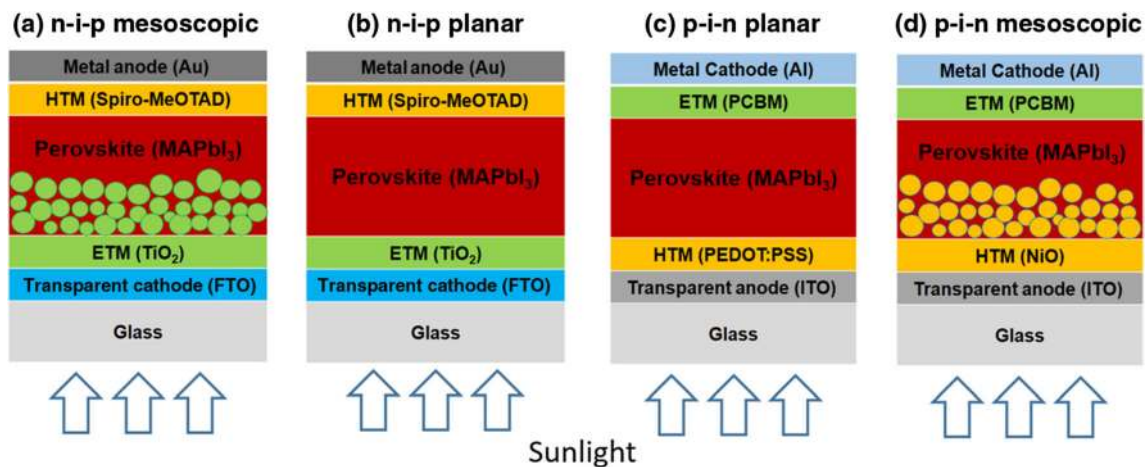 (a) n-i-p mesoscopic
Metal anode (Au)
HTM (Spiro-MeOTAD)
Perovskite (MAPbI₃)
ETM (TiO₂)
Transparent cathode (FTO)
Glass
(b) n-i-p planar
Metal anode (Au)
HTM (Spiro-MeOTAD)
Perovskite (MAPbI₃)
ETM (TiO₂)
Transparent cathode (FTO)
Glass
(c) p-i-n planar
Metal Cathode (Al)
ETM (PCBM)
Perovskite (MAPbI₃)
HTM (PEDOT:PSS)
Transparent anode (ITO)
Glass
(d) p-i-n mesoscopic
Metal Cathode (Al)
ETM (PCBM)
Perovskite (MAPbI₃)
HTM (NiO)
Transparent anode (ITO)
Glass
Sunlight